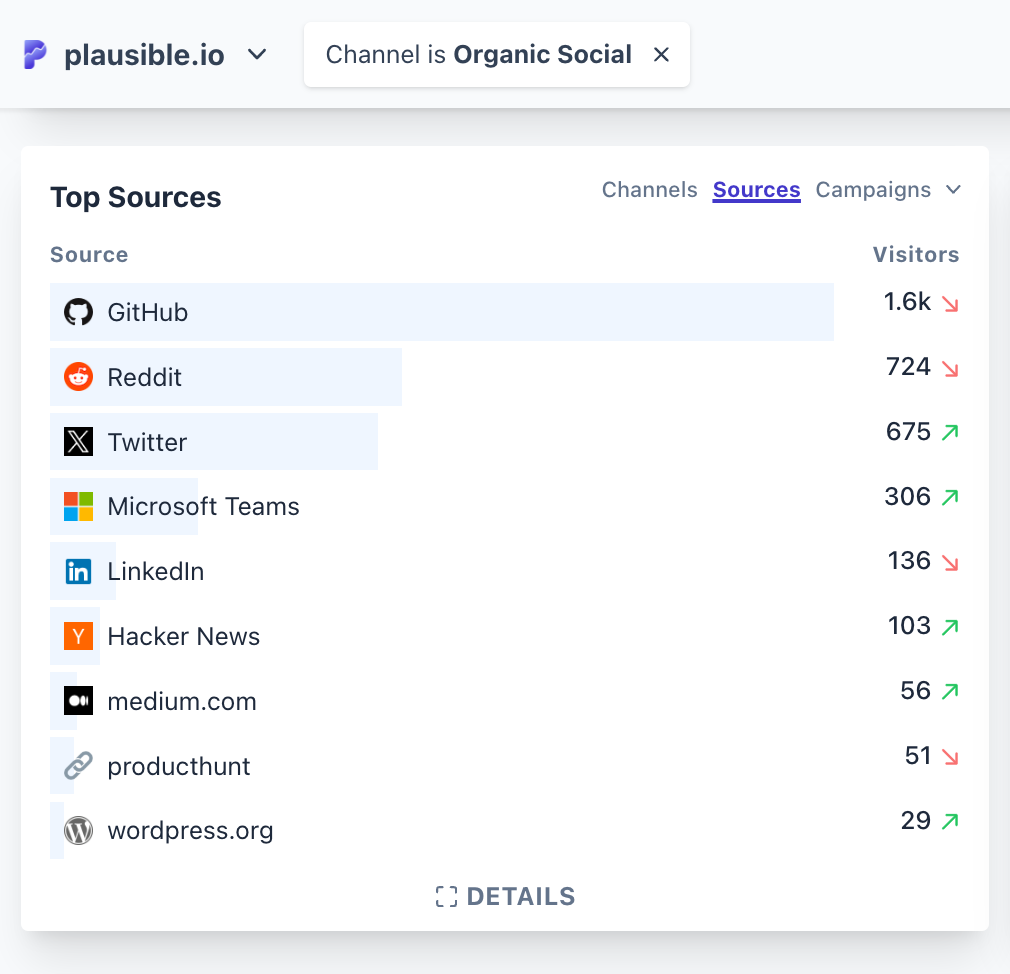 plausible.io
Channel is Organic Social
Top Sources
Channels Sources Campaigns
Source Visitors
GitHub 1.6k
Reddit 724
Twitter 675
Microsoft Teams 306
LinkedIn 136
Hacker News 103
medium.com 56
producthunt 51
wordpress.org 29
DETAILS